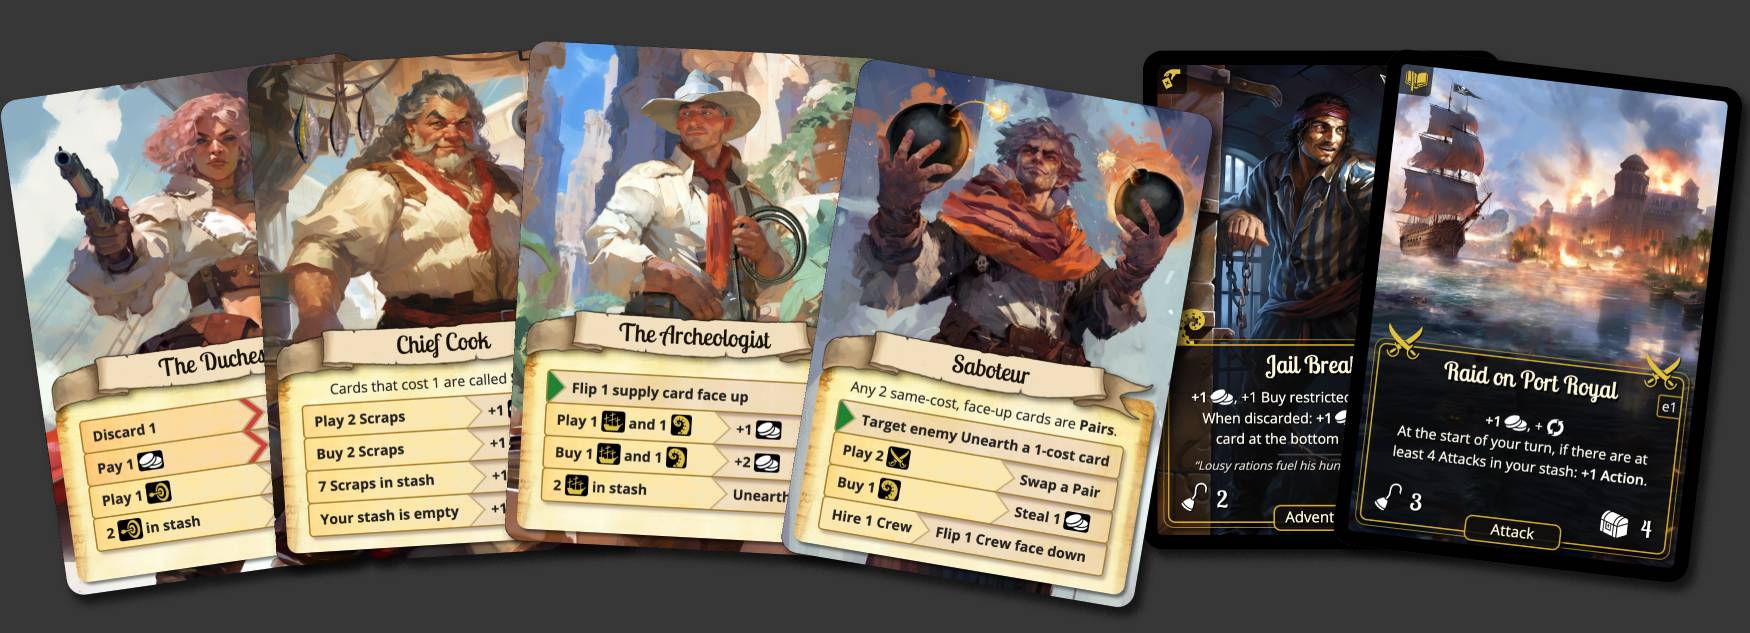 The Duches
Discard 1
Pay 1
Play 1
2 in stash
Chief Cook
Cards that cost 1 are called
Play 2 Scraps
+1
Buy 2 Scraps
+1
7 Scraps in stash
+1
Your stash is empty
+1
The Archeologist
Flip 1 supply card face up
Play 1 and 1
+1
Buy 1 and 1
+2
2 in stash
Unearth
Saboteur
Any 2 same-cost, face-up cards are Pairs.
Target enemy Unearth a 1-cost card
Play 2
Swap a Pair
Buy 1
Steal 1
Hire 1 Crew
Flip 1 Crew face down
Jail Brea
+1 , +1 Buy restricted
When discarded: +1
card at the bottom
“Lousy rations fuel his hun
2
Advent
Raid on Port Royal
e1
+1 , +
At the start of your turn, if there are at
least 4 Attacks in your stash: +1 Action.
3
4
Attack